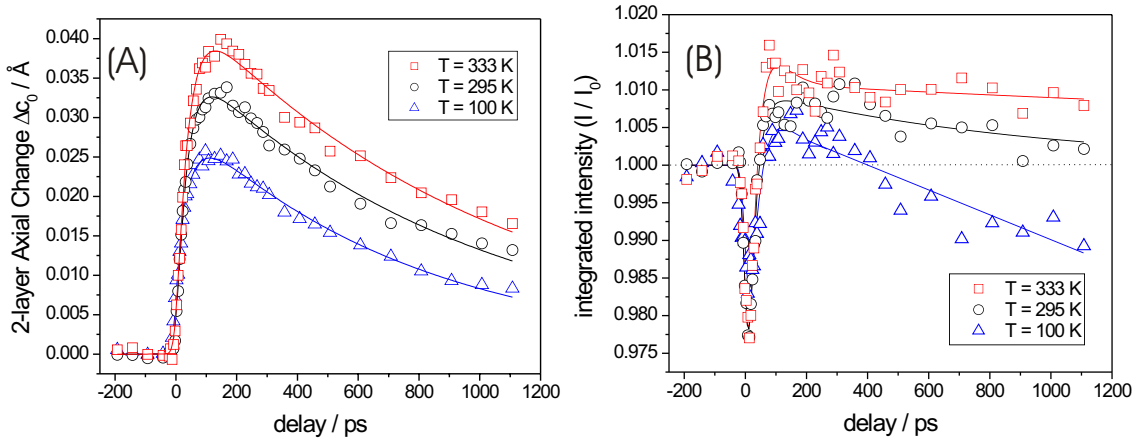 (A)
T = 333 K
T = 295 K
T = 100 K
2-layer Axial Change Δc₀ / Å
0.040
0.035
0.030
0.025
0.020
0.015
0.010
0.005
0.000
-200 0 200 400 600 800 1000 1200
delay / ps
(B)
T = 333 K
T = 295 K
T = 100 K
integrated intensity (I / I₀)
1.020
1.015
1.010
1.005
1.000
0.995
0.990
0.985
0.980
0.975
-200 0 200 400 600 800 1000 1200
delay / ps